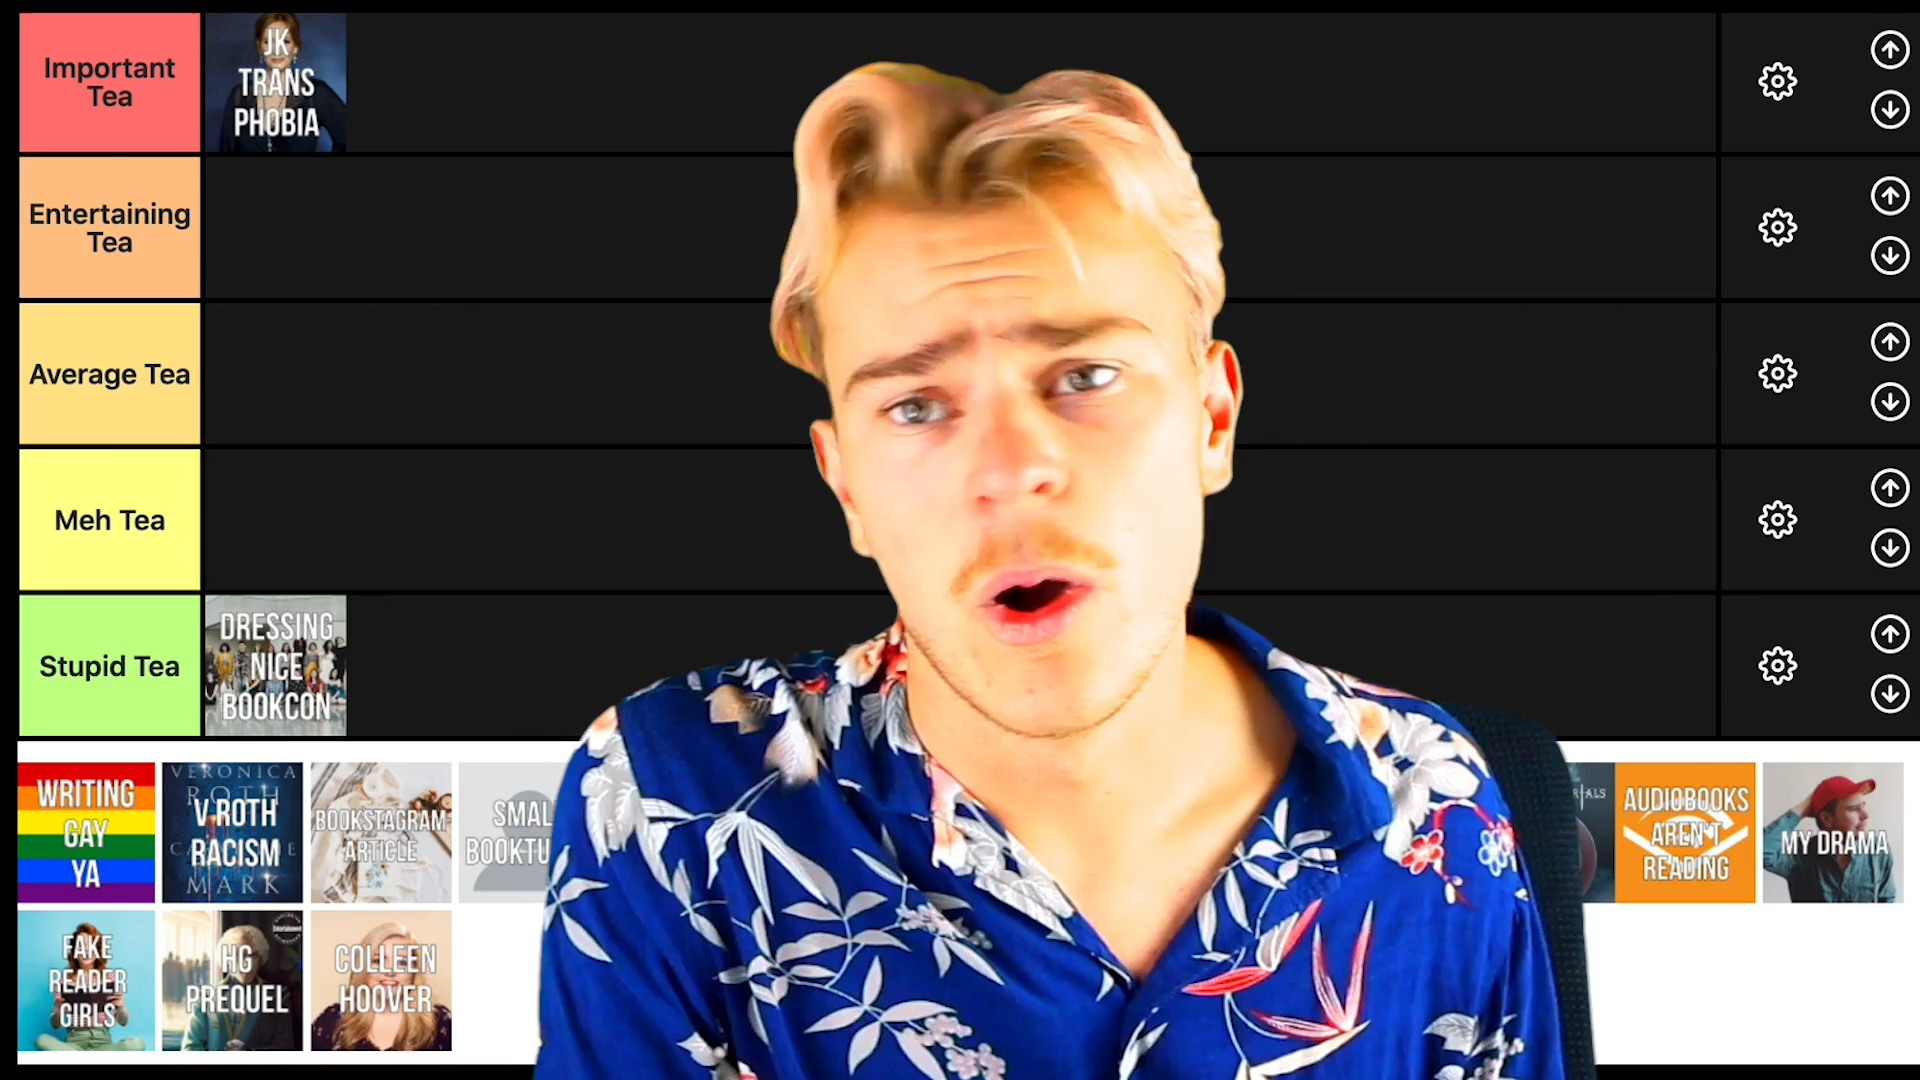 Important
Tea
JK
TRANS
PHOBIA
Entertaining
Tea
Average Tea
Meh Tea
Stupid Tea
DRESSING
NICE
BOOKCON
WRITING
GAY
YA
VERONICA
ROTH
V ROTH
RACISM
MARK
BOOKSTAGRAM
ARTICLE
SMAL
BOOKTU
AUDIOBOOKS
AREN'T
READING
MY DRAMA
FAKE
READER
GIRLS
HG
PREQUEL
COLLEEN
HOOVER